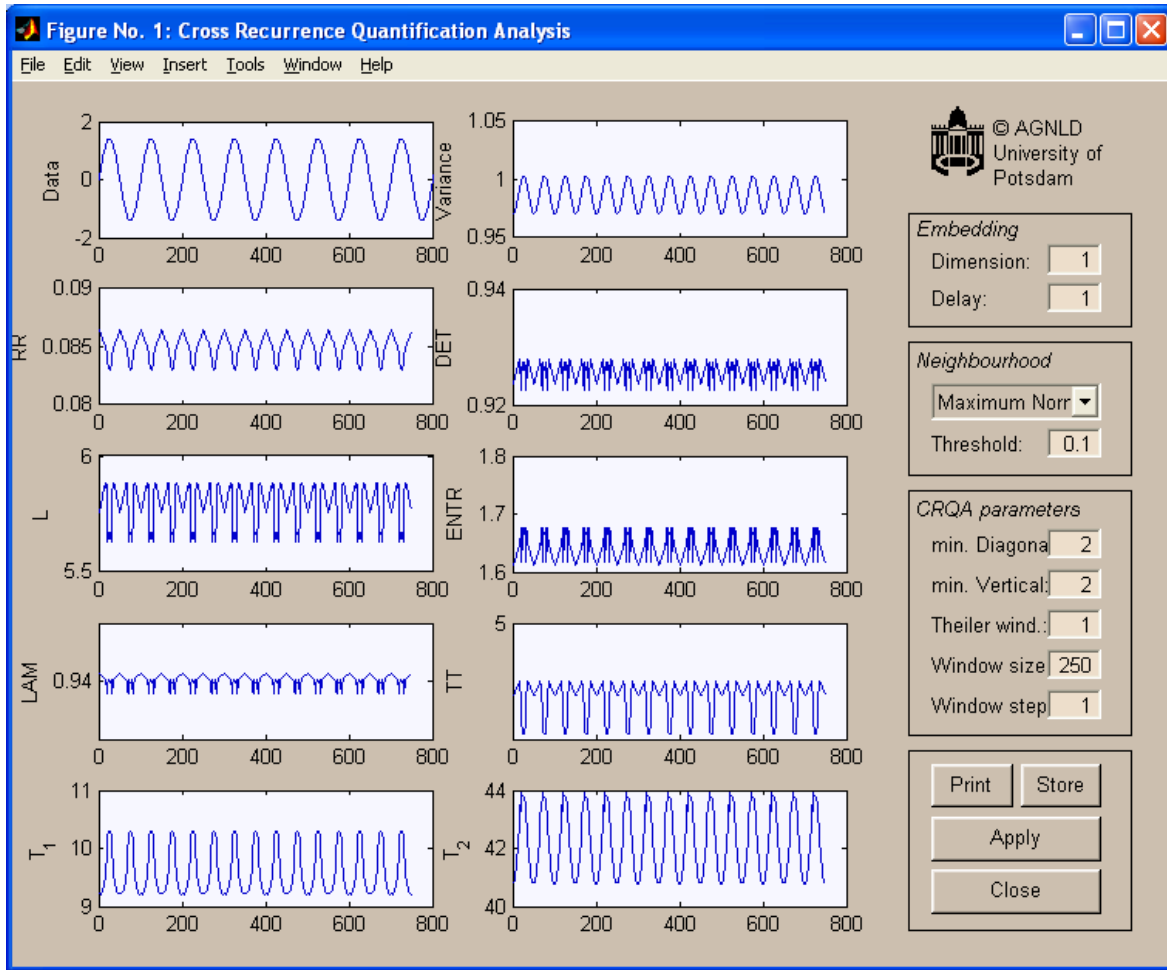 Figure No. 1: Cross Recurrence Quantification Analysis
File Edit View Insert Tools Window Help
Data
2
0
-2
0 200 400 600 800
Variance
1.05
1
0.95
0 200 400 600 800
RR
0.09
0.085
0.08
0 200 400 600 800
DET
0.94
0.92
0 200 400 600 800
L
6
5.5
0 200 400 600 800
ENTR
1.8
1.7
1.6
0 200 400 600 800
LAM
0.94
0 200 400 600 800
TT
5
0 200 400 600 800
T1
11
10
9
0 200 400 600 800
T2
44
42
40
0 200 400 600 800
© AGNLD
University of
Potsdam
Embedding
Dimension: 1
Delay: 1
Neighbourhood
Maximum Norr
Threshold: 0.1
CRQA parameters
min. Diagona 2
min. Vertical: 2
Theiler wind.: 1
Window size 250
Window step 1
Print Store
Apply
Close